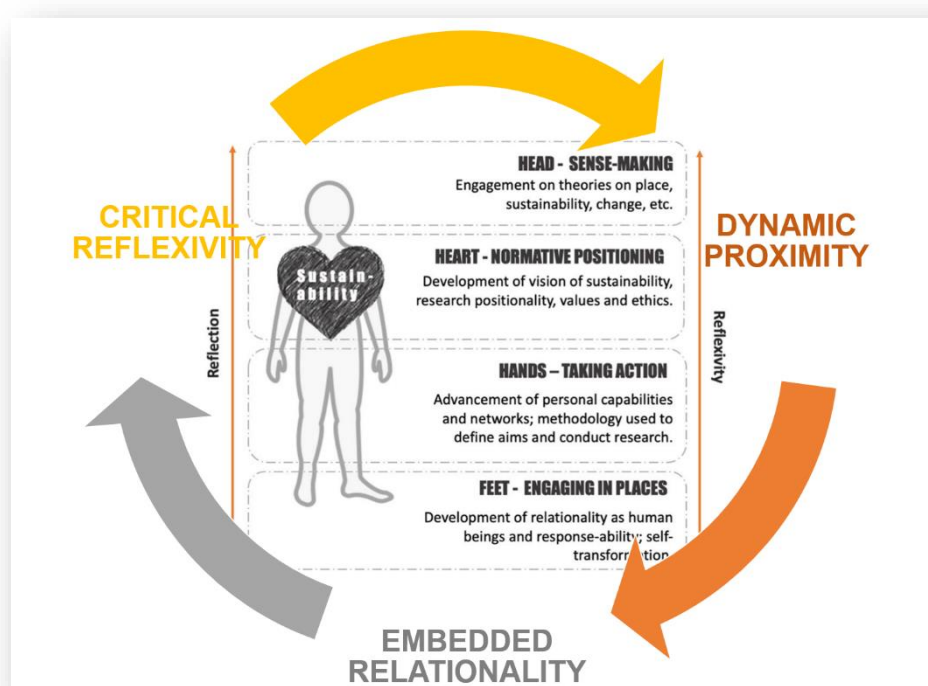 HEAD - SENSE-MAKING
Engagement on theories on place,
sustainability, change, etc.
CRITICAL
REFLEXIVITY
DYNAMIC
PROXIMITY
HEART - NORMATIVE POSITIONING
Development of vision of sustainability,
research positionality, values and ethics.
Sustain-
ability
Reflection
Reflexivity
HANDS – TAKING ACTION
Advancement of personal capabilities
and networks; methodology used to
define aims and conduct research.
FEET - ENGAGING IN PLACES
Development of relationality as human
beings and response-ability; self-
transformation
EMBEDDED
RELATIONALITY